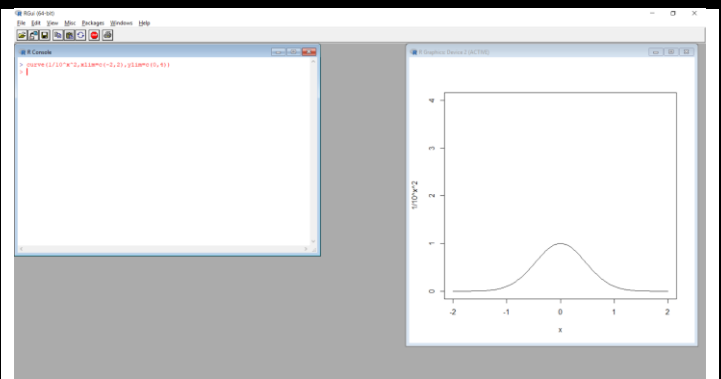 RGui (64-bit)
File Edit View Misc Packages Windows Help
R Console
> curve(1/10^x^2,xlim=c(-2,2),ylim=c(0,4))
>
R Graphics: Device 2 (ACTIVE)
1/10^x^2
4
3
2
1
0
-2 -1 0 1 2
x